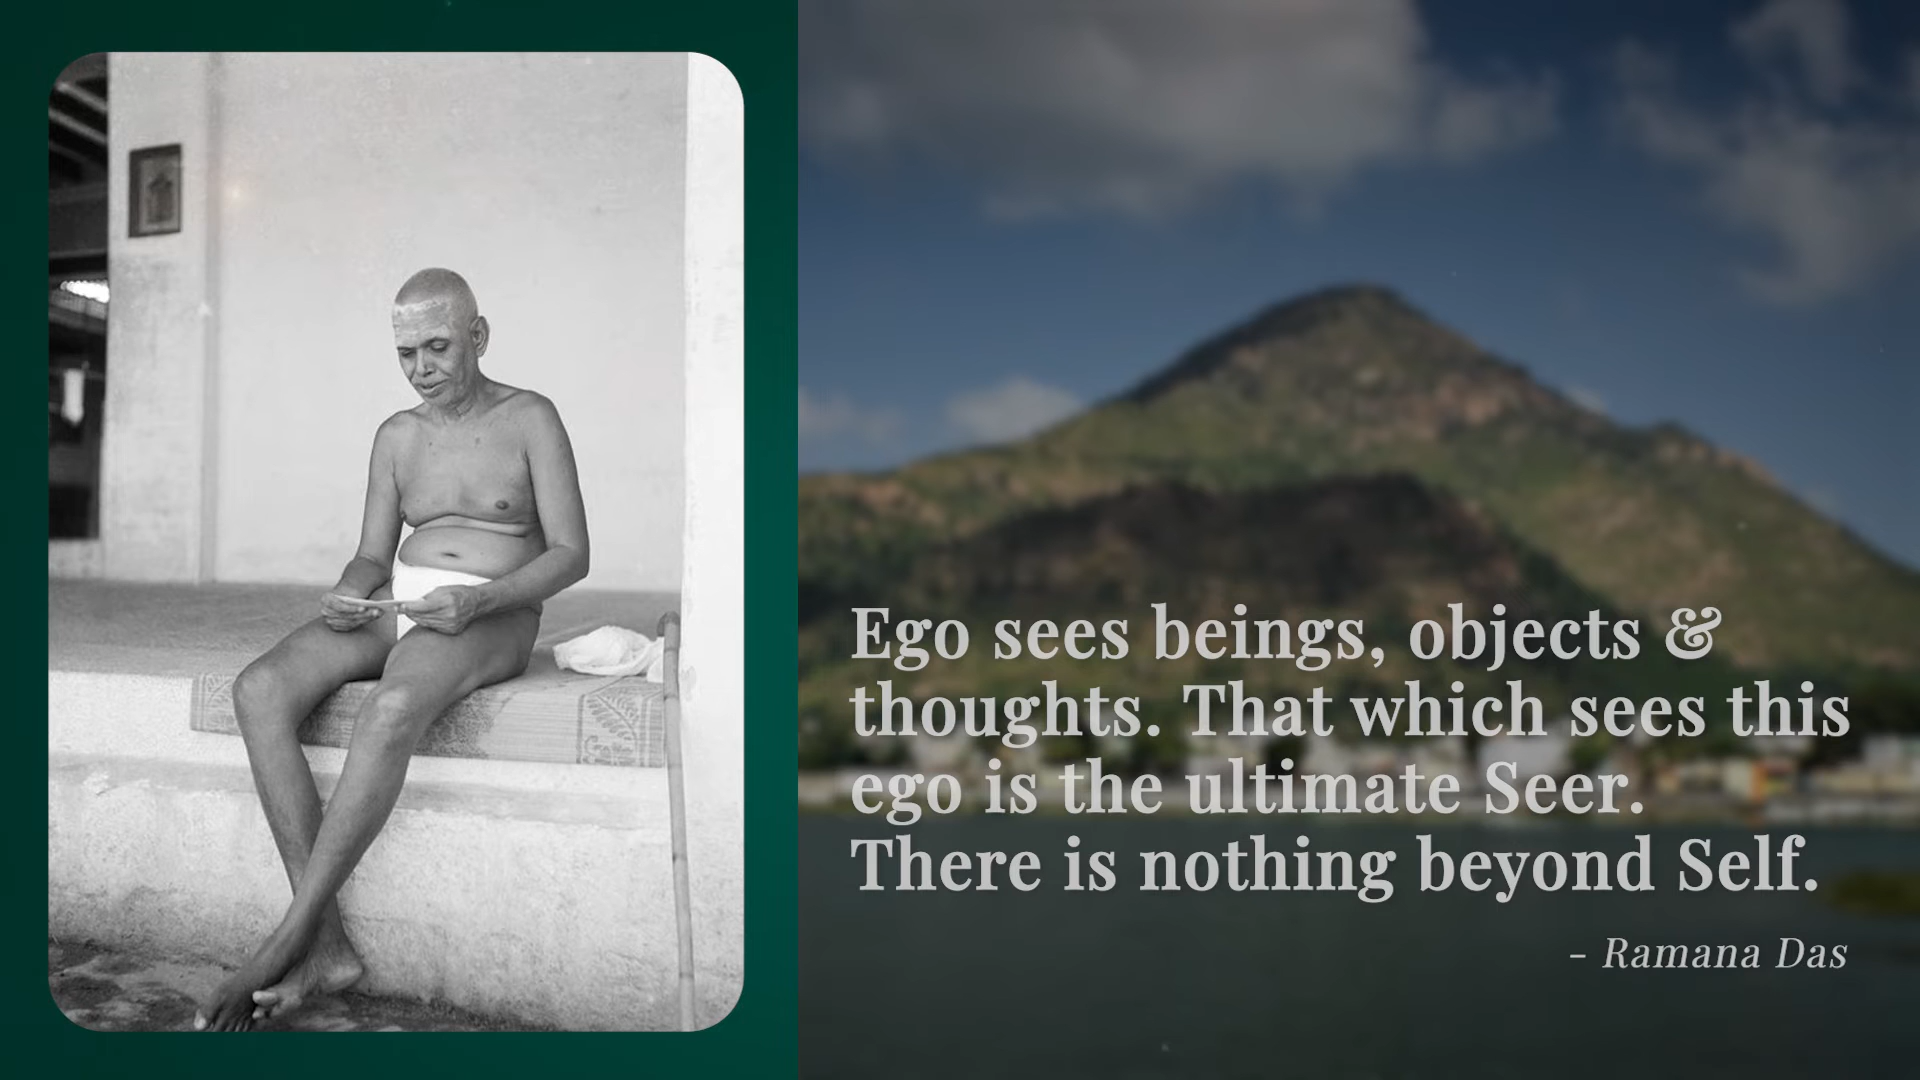 Ego sees beings, objects &
thoughts. That which sees this
ego is the ultimate Seer.
There is nothing beyond Self.
- Ramana Das